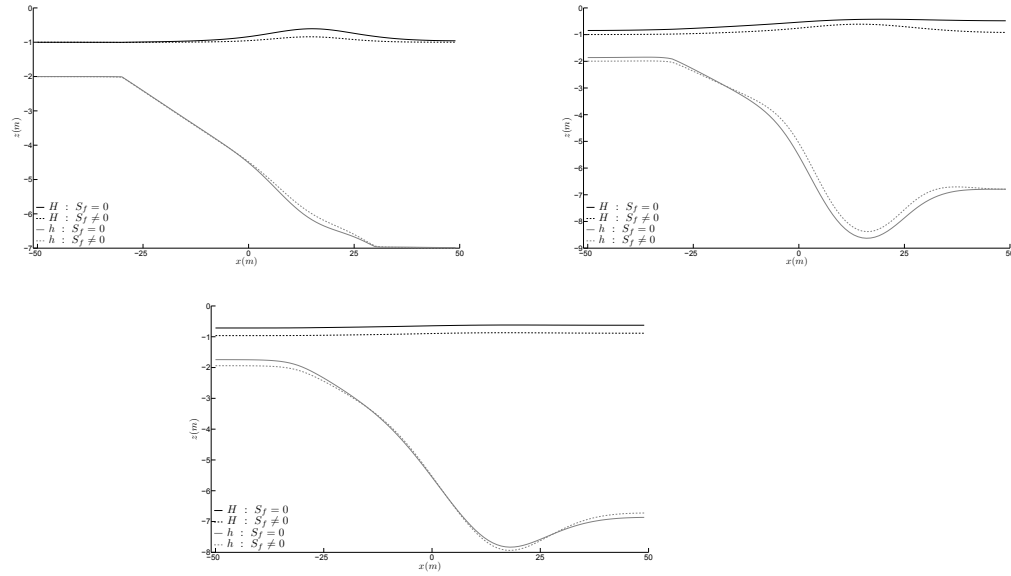 0
−1
−2
−3
z(m)
−4
−5
−6
H : S_f = 0
H : S_f ≠ 0
h : S_f = 0
h : S_f ≠ 0
−7
−50 −25 0 25 50
x(m)
0
−1
−2
−3
−4
z(m)
−5
−6
−7
H : S_f = 0
H : S_f ≠ 0
−8
h : S_f = 0
h : S_f ≠ 0
−9
−50 −25 0 25 50
x(m)
0
−1
−2
−3
z(m)
−4
−5
−6
H : S_f = 0
H : S_f ≠ 0
−7
h : S_f = 0
h : S_f ≠ 0
−8
−50 −25 0 25 50
x(m)